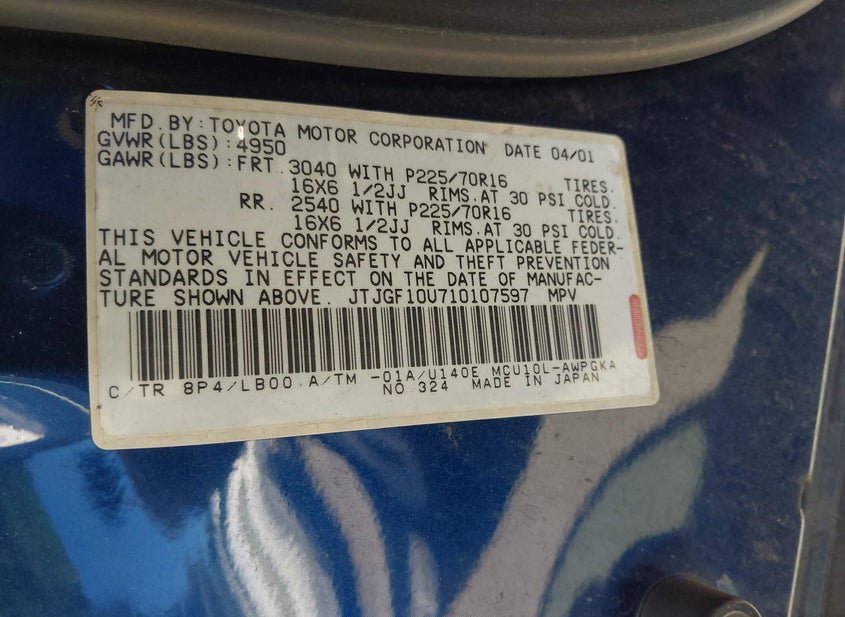 MFD.BY:TOYOTA MOTOR CORPORATION DATE 04/01
GVWR(LBS):4950
GAWR(LBS):FRT. 3040 WITH P225/70R16 TIRES.
16X6 1/2JJ RIMS.AT 30 PSI COLD.
RR. 2540 WITH P225/70R16 TIRES.
16X6 1/2JJ RIMS.AT 30 PSI COLD.
THIS VEHICLE CONFORMS TO ALL APPLICABLE FEDER-
AL MOTOR VEHICLE SAFETY AND THEFT PREVENTION
STANDARDS IN EFFECT ON THE DATE OF MANUFAC-
TURE SHOWN ABOVE. JTJGF10U710107597 MPV
C/TR 8P4/LB00 A/TM -01A/U140E MCU10L-AWPGKA
NO.324 MADE IN JAPAN